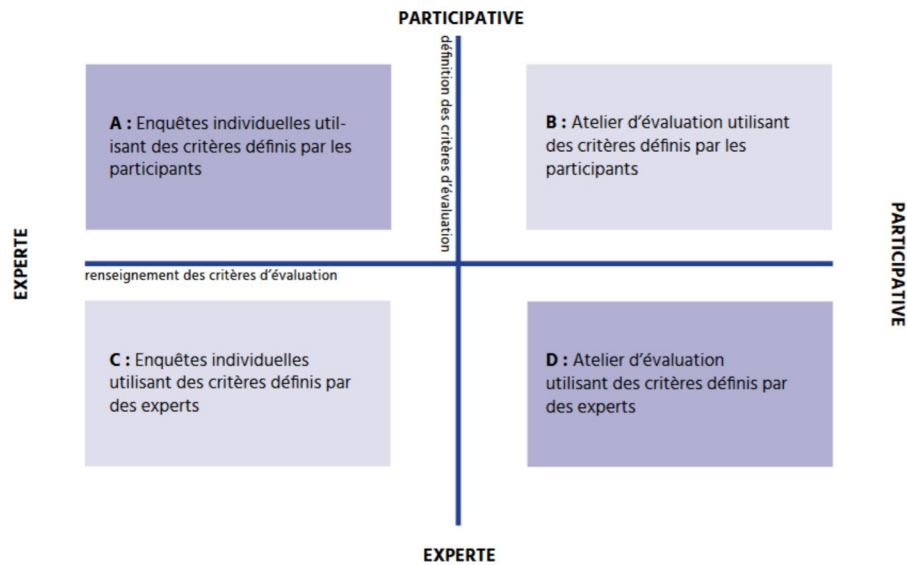 PARTICIPATIVE
définition des critères d'évaluation
A : Enquêtes individuelles util-
isant des critères définis par les
participants
B : Atelier d'évaluation utilisant
des critères définis par les
participants
EXPERTE
PARTICIPATIVE
renseignement des critères d'évaluation
C : Enquêtes individuelles
utilisant des critères définis par
des experts
D : Atelier d'évaluation
utilisant des critères définis par
des experts
EXPERTE